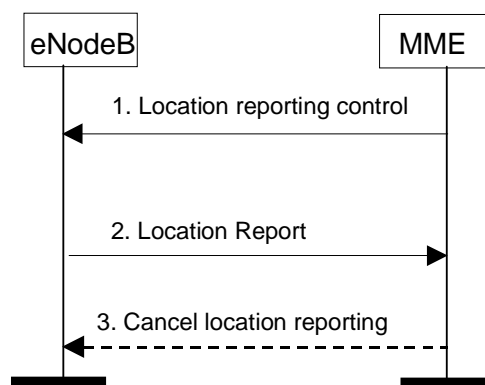 eNodeB
MME
1. Location reporting control
2. Location Report
3. Cancel location reporting